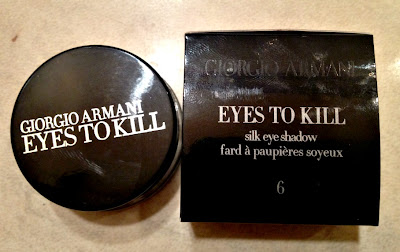 GIORGIO ARMANI
EYES TO KILL
GIORGIO ARMANI
EYES TO KILL
silk eye shadow
fard à paupières soyeux
6